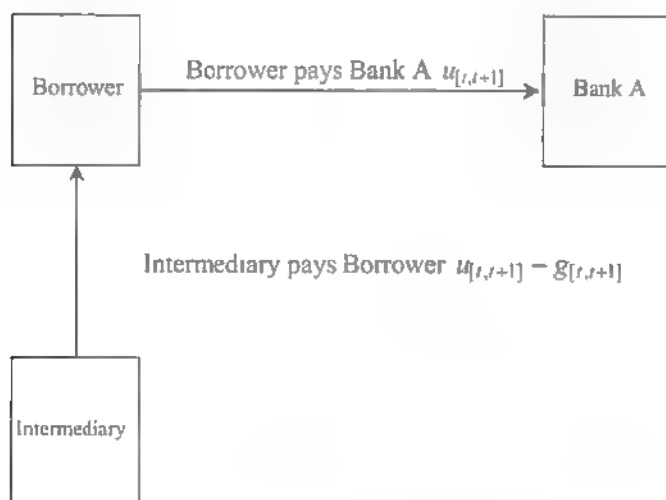 Borrower
Borrower pays Bank A u[t,t+1]
Bank A
Intermediary pays Borrower u[t,t+1] − g[t,t+1]
Intermediary